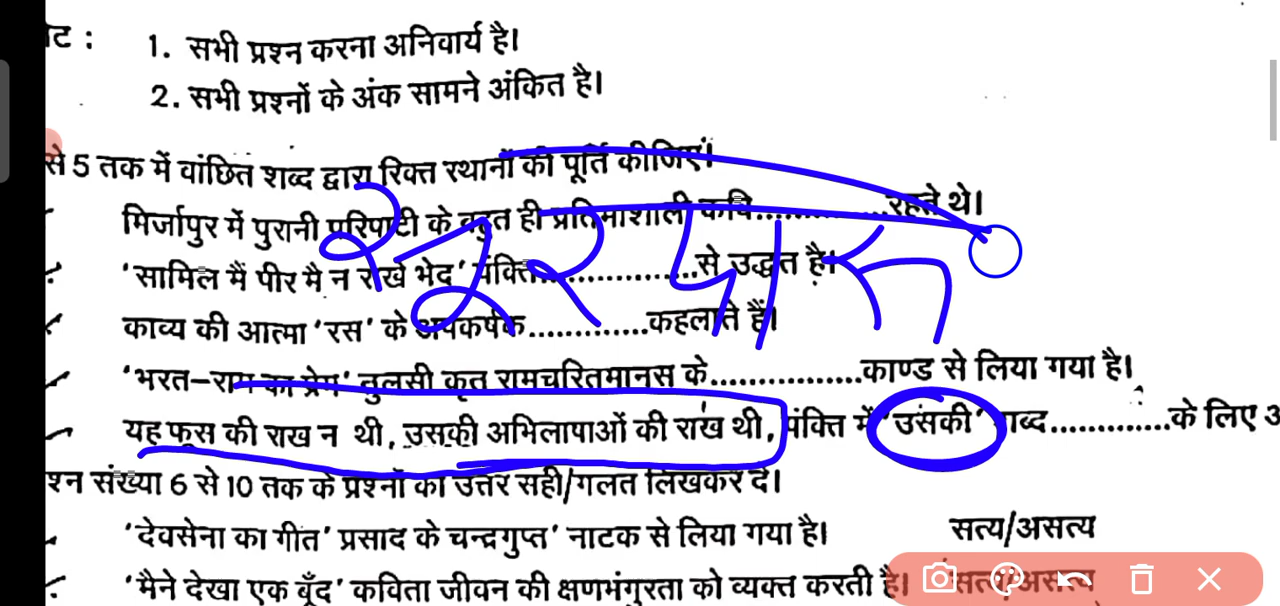 ट :
1. सभी प्रश्न करना अनिवार्य है।
2. सभी प्रश्नों के अंक सामने अंकित है।
से 5 तक में वांछित शब्द द्वारा रिक्त स्थानों की पूर्ति कीजिएं।
मिर्जापुर में पुरानी परिपाटी के बहुत ही प्रतिभाशाली कवि..............रहते थे।
'सामिल मैं पीर मै न राखे भेद' पंक्ति................से उद्धत है।
काव्य की आत्मा 'रस' के अपकर्षक.............कहलाते हैं।
'भरत–राम का प्रेम' तुलसी कृत रामचरितमानस के................काण्ड से लिया गया है।
यह फूस की राख न थी, उसकी अभिलाषाओं की राख थी, पंक्ति में 'उसकी' शब्द.............के लिए
श्न संख्या 6 से 10 तक के प्रश्नों का उत्तर सही/गलत लिखकर दें।
'देवसेना का गीत' प्रसाद के चन्द्रगुप्त' नाटक से लिया गया है। सत्य/असत्य
'मैने देखा एक बूँद' कविता जीवन की क्षणभंगुरता को व्यक्त करती है। सत्य/असत्य